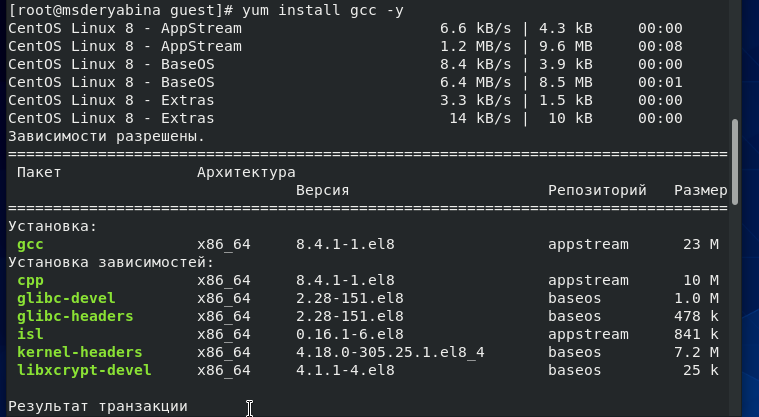 [root@msderyabina guest]# yum install gcc -y
CentOS Linux 8 - AppStream 6.6 kB/s | 4.3 kB 00:00
CentOS Linux 8 - AppStream 1.2 MB/s | 9.6 MB 00:08
CentOS Linux 8 - BaseOS 8.4 kB/s | 3.9 kB 00:00
CentOS Linux 8 - BaseOS 6.4 MB/s | 8.5 MB 00:01
CentOS Linux 8 - Extras 3.3 kB/s | 1.5 kB 00:00
CentOS Linux 8 - Extras 14 kB/s | 10 kB 00:00
Зависимости разрешены.
================================================================================
Пакет Архитектура
Версия Репозиторий Размер
================================================================================
Установка:
gcc x86_64 8.4.1-1.el8 appstream 23 M
Установка зависимостей:
cpp x86_64 8.4.1-1.el8 appstream 10 M
glibc-devel x86_64 2.28-151.el8 baseos 1.0 M
glibc-headers x86_64 2.28-151.el8 baseos 478 k
isl x86_64 0.16.1-6.el8 appstream 841 k
kernel-headers x86_64 4.18.0-305.25.1.el8_4 baseos 7.2 M
libxcrypt-devel x86_64 4.1.1-4.el8 baseos 25 k
Результат транзакции